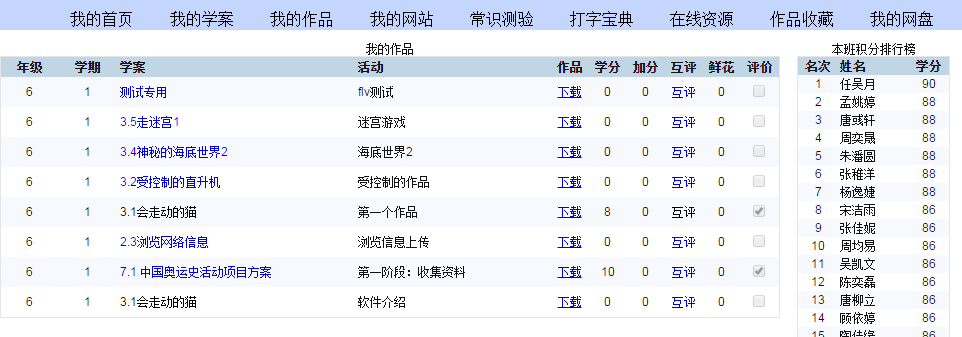 我的首页 我的学案 我的作品 我的网站 常识测验 打字宝典 在线资源 作品收藏 我的网盘
我的作品
年级 学期 学案 活动 作品 学分 加分 互评 鲜花 评价
6 1 测试专用 flv测试 下载 0 0 互评 0
6 1 3.5走迷宫1 迷宫游戏 下载 0 0 互评 0
6 1 3.4神秘的海底世界2 海底世界2 下载 0 0 互评 0
6 1 3.2受控制的直升机 受控制的作品 下载 0 0 互评 0
6 1 3.1会走动的猫 第一个作品 下载 8 0 互评 0
6 1 2.3浏览网络信息 浏览信息上传 下载 0 0 互评 0
6 1 7.1 中国奥运史活动项目方案 第一阶段：收集资料 下载 10 0 互评 0
6 1 3.1会走动的猫 软件介绍 下载 0 0 互评 0
本班积分排行榜
名次 姓名 学分
1 任吴月 90
2 孟姚婷 88
3 唐彧轩 88
4 周奕晟 88
5 朱潘圆 88
6 张稚洋 88
7 杨逸婕 88
8 宋洁雨 86
9 张佳妮 86
10 周均易 86
11 吴凯文 86
12 陈奕磊 86
13 唐柳立 86
14 顾依婷 86
15 86